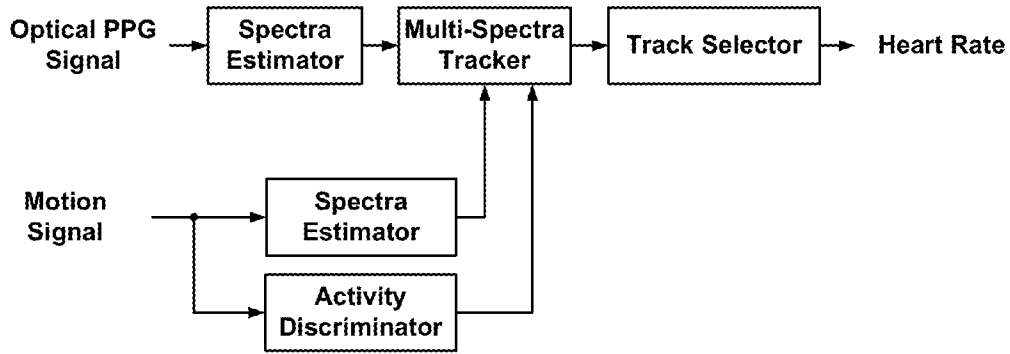 Optical PPG
Signal
Spectra
Estimator
Multi-Spectra
Tracker
Track Selector
Heart Rate
Motion
Signal
Spectra
Estimator
Activity
Discriminator